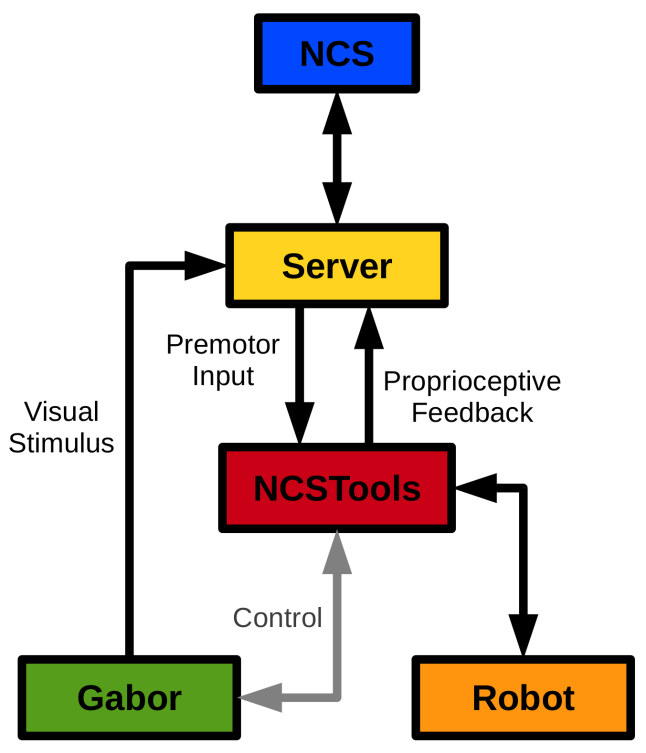 NCS
Server
Premotor
Input
Proprioceptive
Feedback
Visual
Stimulus
NCSTools
Control
Gabor
Robot